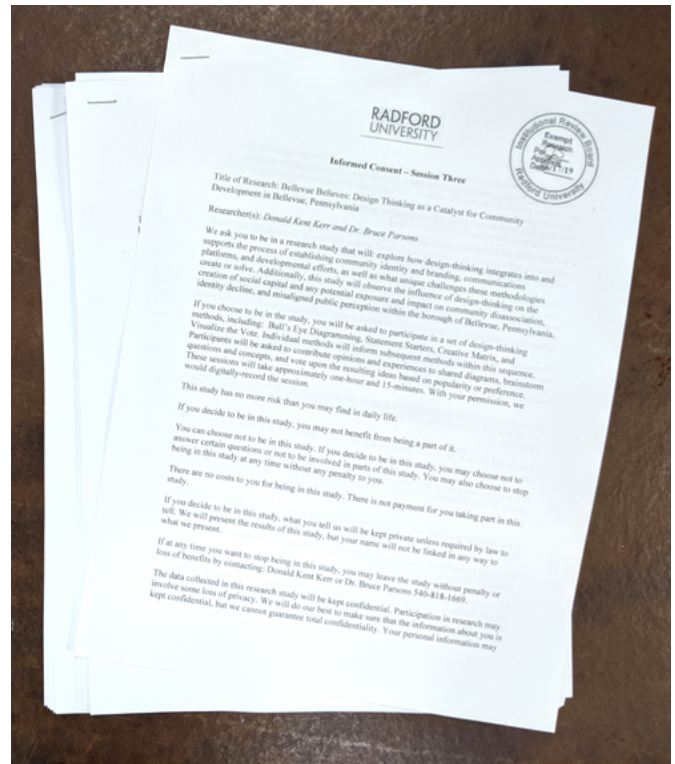 RADFORD
UNIVERSITY
Institutional Review Board
Exempt
Research
Radford University
Informed Consent – Session Three
Title of Research: Bellevue Believes: Design Thinking as a Catalyst for Community
Development in Bellevue, Pennsylvania
Researcher(s): Donald Kent Kerr and Dr. Bruce Parsons
We ask you to be in a research study that will: explore how design-thinking integrates into and
supports the process of establishing community identity and branding, communications
platforms, and developmental efforts, as well as what unique challenges these methodologies
create or solve. Additionally, this study will observe the influence of design-thinking on the
creation of social capital and any potential exposure and impact on community disassociation,
identity decline, and misaligned public perception within the borough of Bellevue, Pennsylvania.
If you choose to be in the study, you will be asked to participate in a set of design-thinking
methods, including: Bull's Eye Diagramming, Statement Starters, Creative Matrix, and
Visualize the Vote. Individual methods will inform subsequent methods within this sequence.
Participants will be asked to contribute opinions and experiences to shared diagrams, brainstorm
questions and concepts, and vote upon the resulting ideas based on popularity or preference.
These sessions will take approximately one-hour and 15-minutes. With your permission, we
would digitally-record the session.
This study has no more risk than you may find in daily life.
If you decide to be in this study, you may not benefit from being a part of it.
You can choose not to be in this study. If you decide to be in this study, you may choose not to
answer certain questions or not to be involved in parts of this study. You may also choose to stop
being in this study at any time without any penalty to you.
There are no costs to you for being in this study. There is not payment for you taking part in this
study.
If you decide to be in this study, what you tell us will be kept private unless required by law to
tell. We will present the results of this study, but your name will not be linked in any way to
what we present.
If at any time you want to stop being in this study, you may leave the study without penalty or
loss of benefits by contacting: Donald Kent Kerr or Dr. Bruce Parsons 540-818-1669.
The data collected in this research study will be kept confidential. Participation in research may
involve some loss of privacy. We will do our best to make sure that the information about you is
kept confidential, but we cannot guarantee total confidentiality. Your personal information may